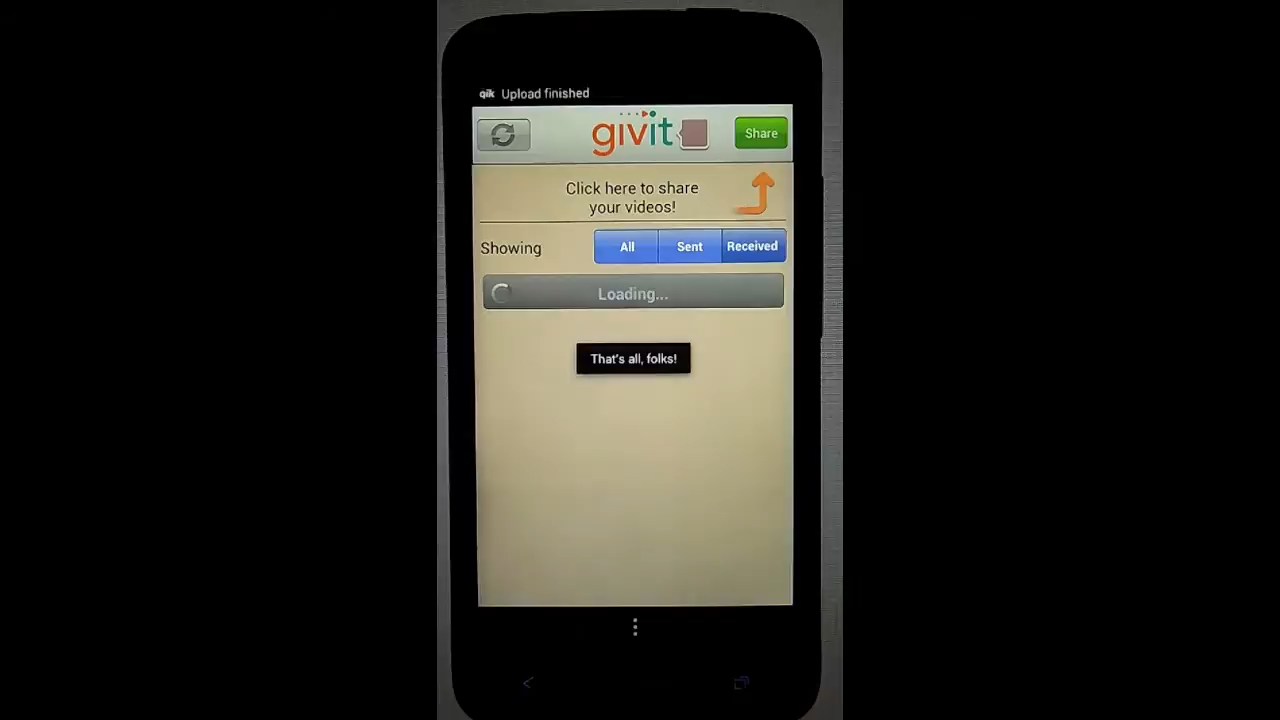 qik Upload finished
givit
Share
Click here to share
your videos!
Showing
All
Sent
Received
Loading...
That's all, folks!